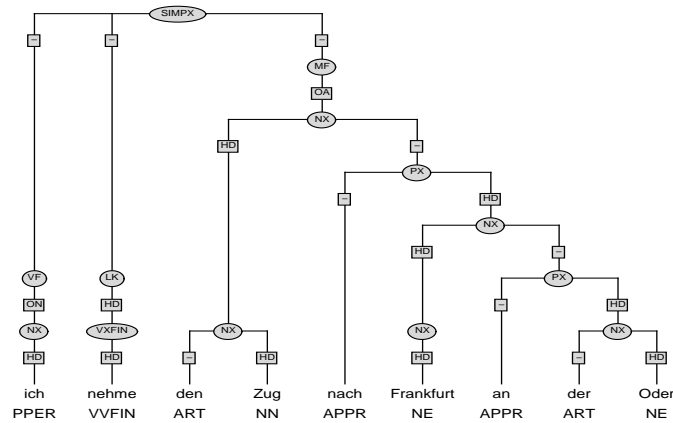 SIMPX
– – –
MF
OA
NX
HD –
PX
– HD
NX
HD –
VF LK PX
ON HD – HD
NX VXFIN NX NX NX
HD HD – HD HD – HD
ich nehme den Zug nach Frankfurt an der Oder
PPER VVFIN ART NN APPR NE APPR ART NE